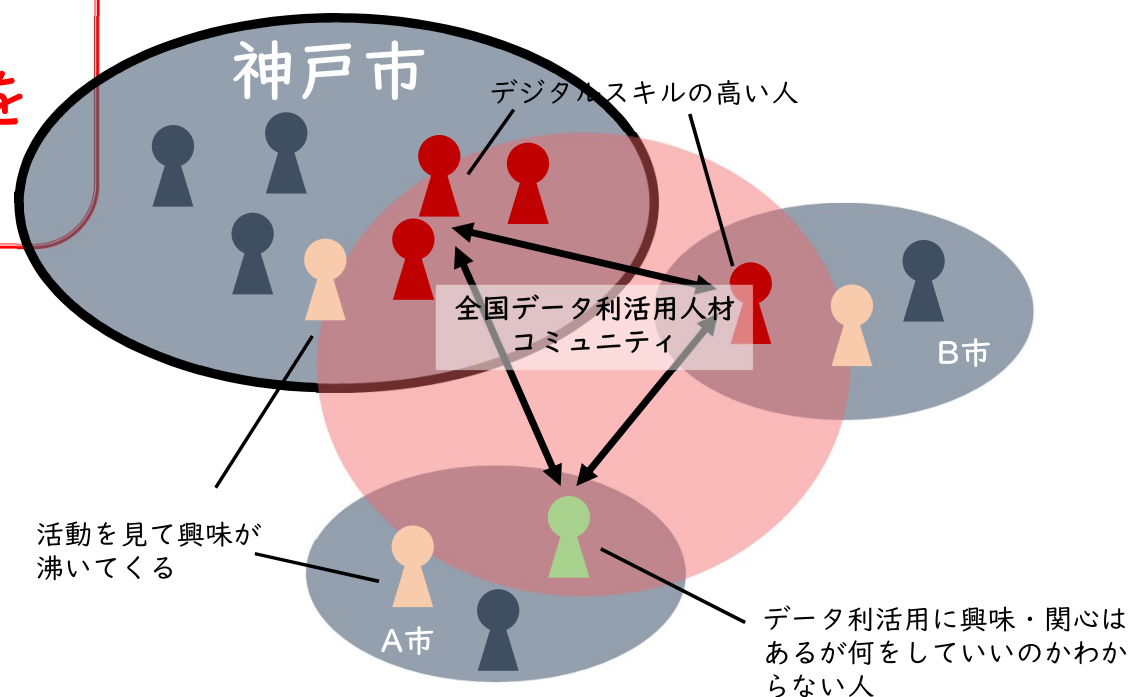 を
神戸市
デジタルスキルの高い人
全国データ利活用人材
コミュニティ
B市
活動を見て興味が
沸いてくる
A市
データ利活用に興味・関心は
あるが何をしていいのかわか
らない人